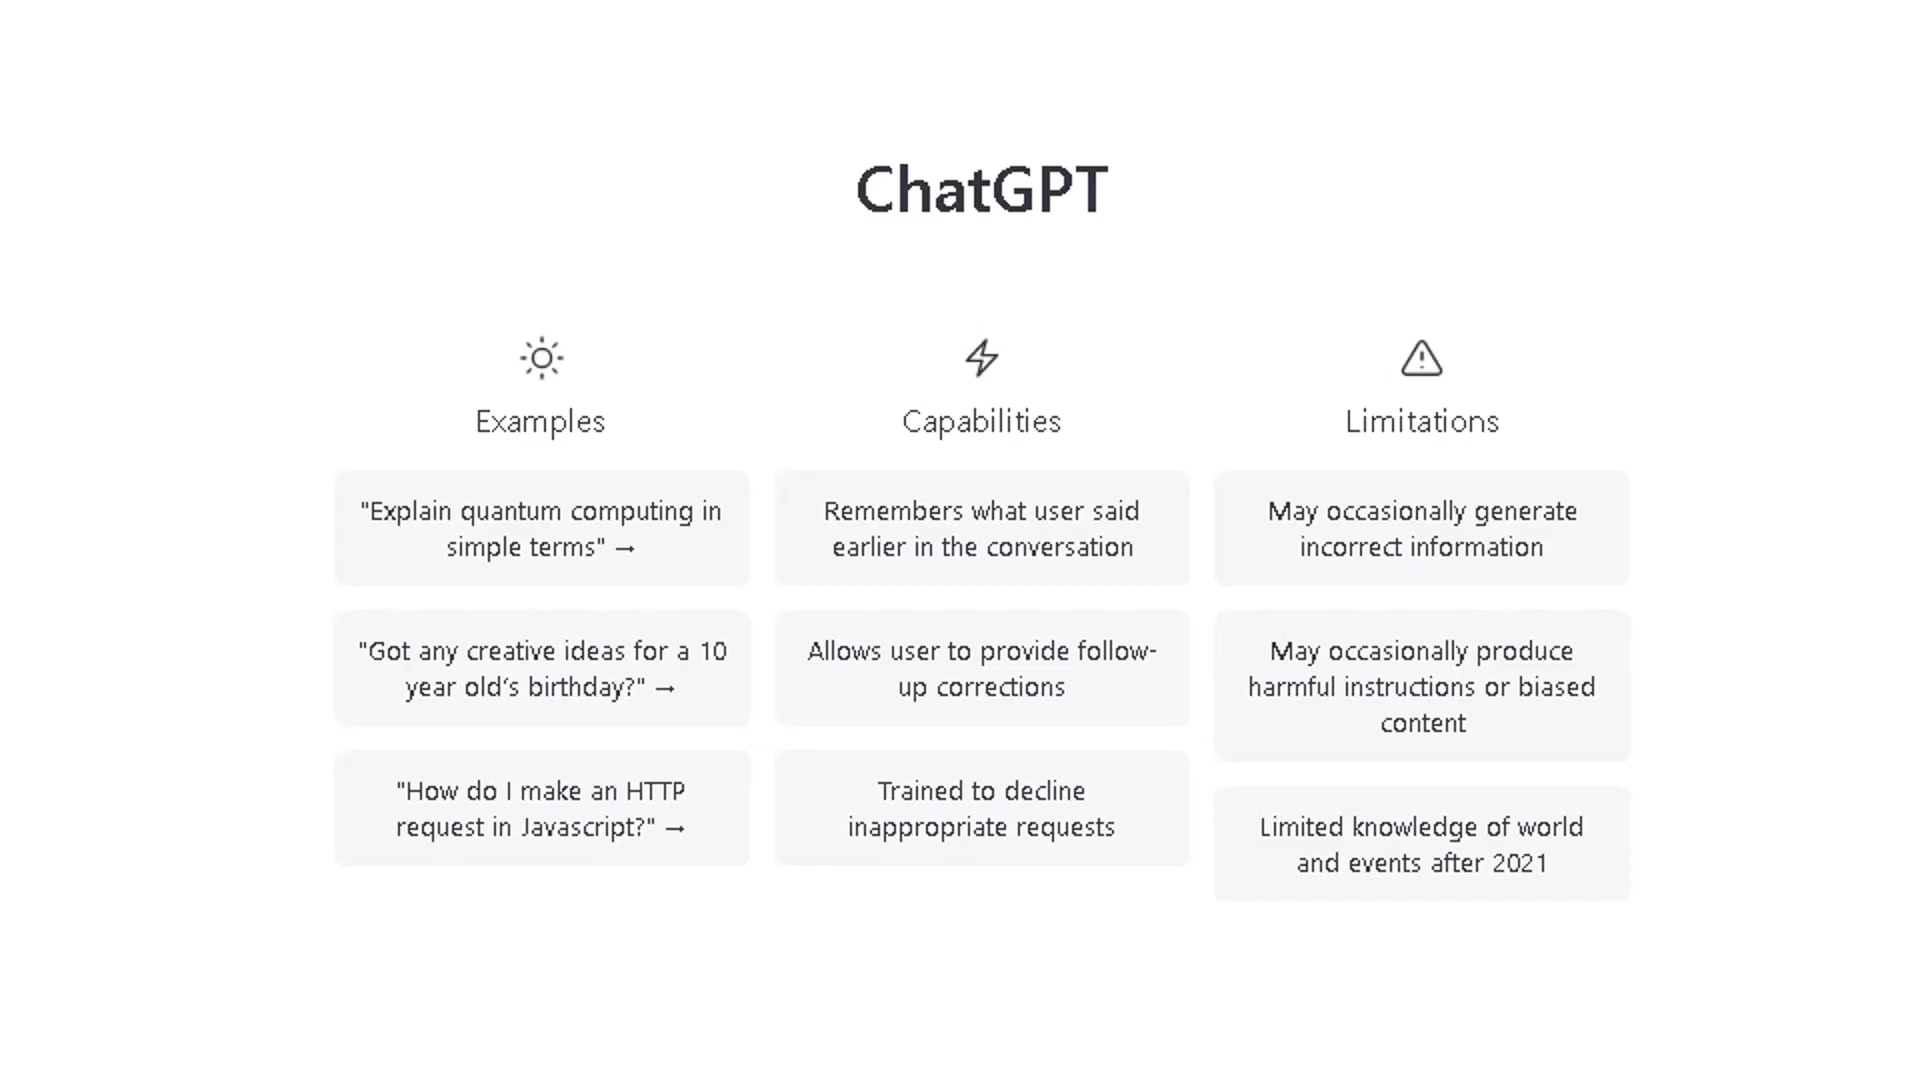 ChatGPT
Examples
"Explain quantum computing in
simple terms" →
"Got any creative ideas for a 10
year old's birthday?" →
"How do I make an HTTP
request in Javascript?" →
Capabilities
Remembers what user said
earlier in the conversation
Allows user to provide follow-
up corrections
Trained to decline
inappropriate requests
Limitations
May occasionally generate
incorrect information
May occasionally produce
harmful instructions or biased
content
Limited knowledge of world
and events after 2021